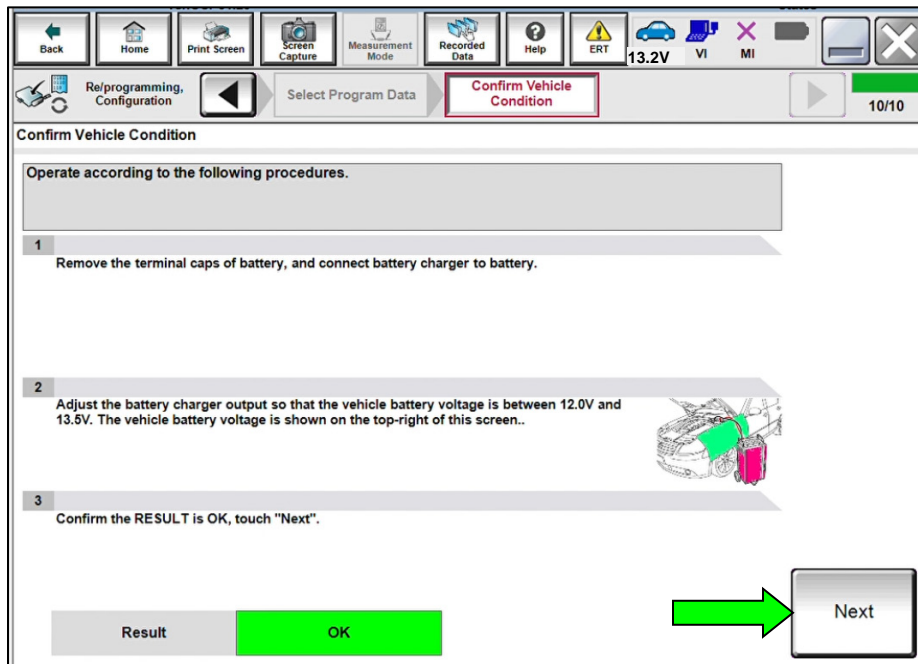 Back
Home
Print Screen
Screen
Capture
Measurement
Mode
Recorded
Data
Help
ERT
13.2V
VI
MI
Re/programming,
Configuration
Select Program Data
Confirm Vehicle
Condition
10/10
Confirm Vehicle Condition
Operate according to the following procedures.
1
Remove the terminal caps of battery, and connect battery charger to battery.
2
Adjust the battery charger output so that the vehicle battery voltage is between 12.0V and
13.5V. The vehicle battery voltage is shown on the top-right of this screen..
3
Confirm the RESULT is OK, touch "Next".
Next
Result
OK